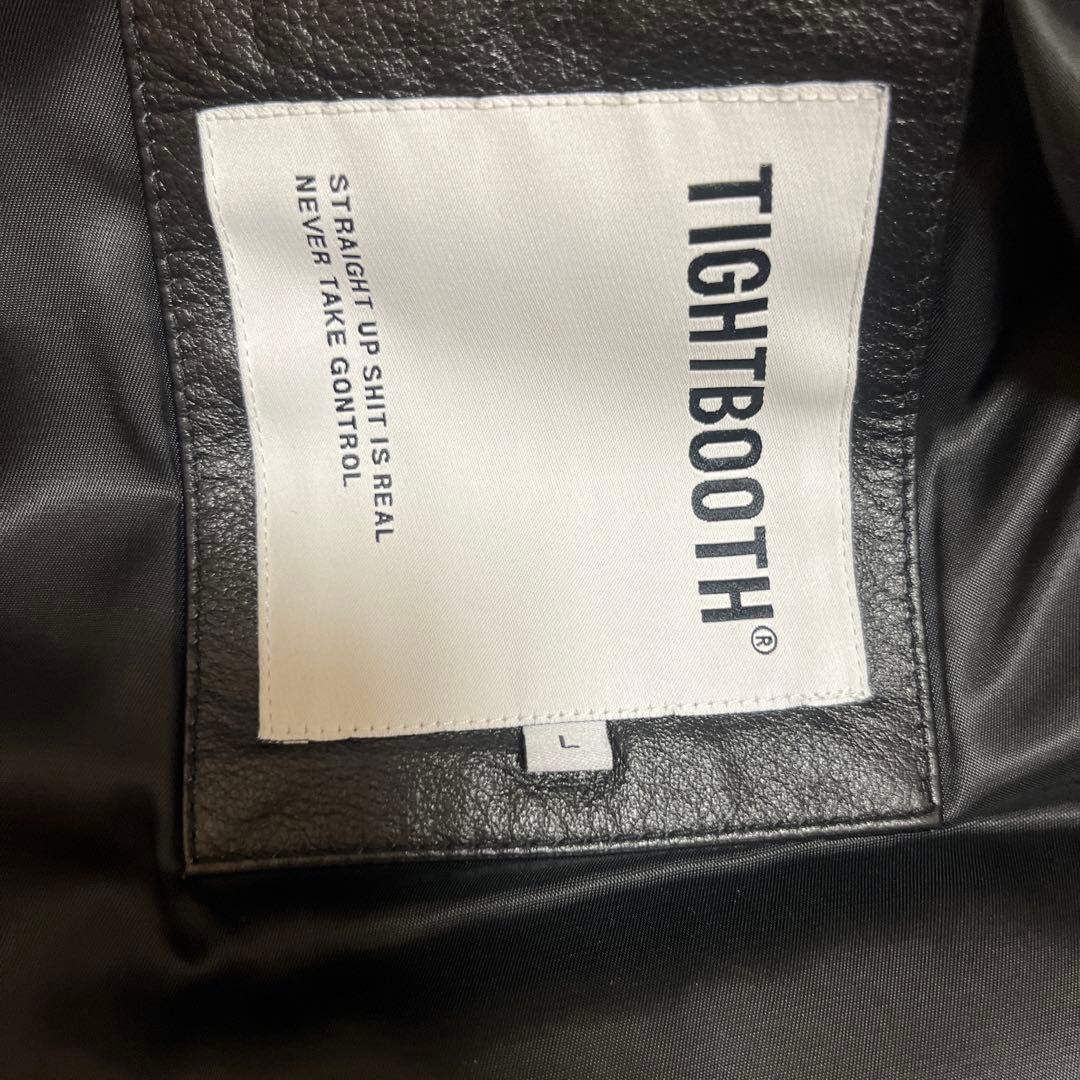 TIGHTBOOTH®
STRAIGHT UP SHIT IS REAL
NEVER TAKE GONTROL
L